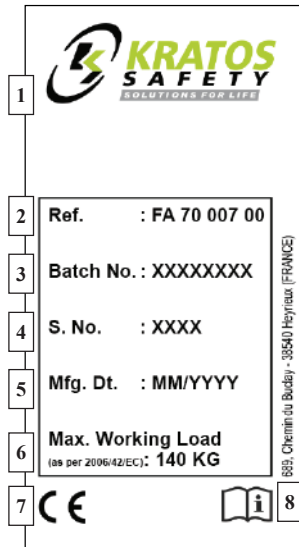 KRATOS
SAFETY
SOLUTIONS FOR LIFE
1
2 Ref. : FA 70 007 00
3 Batch No. : XXXXXXXX
4 S. No. : XXXX
5 Mfg. Dt. : MM/YYYY
Max. Working Load
6 (as per 2006/42/EC): 140 KG
689, Chemin du Buclay - 38540 Heyrieux (FRANCE)
7 CE i 8